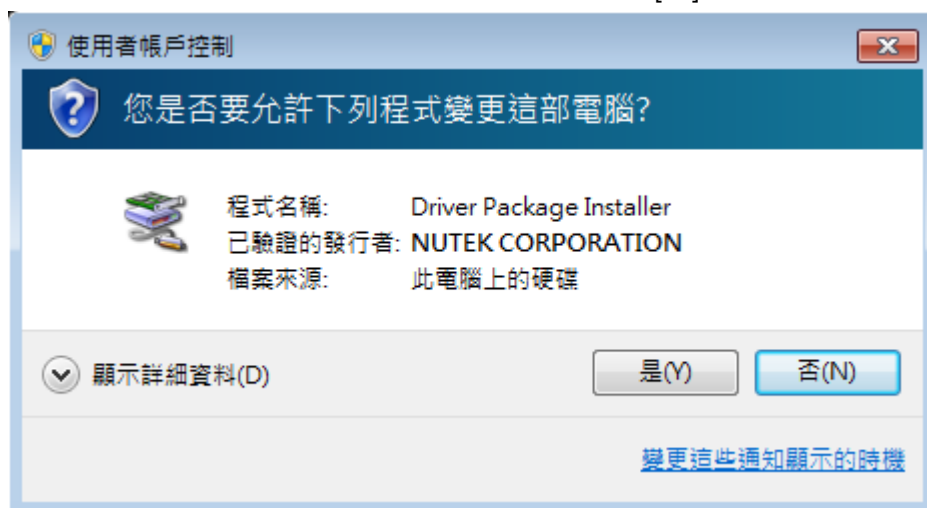 使用者帳戶控制
您是否要允許下列程式變更這部電腦?
程式名稱: Driver Package Installer
已驗證的發行者: NUTEK CORPORATION
檔案來源: 此電腦上的硬碟
顯示詳細資料(D)
是(Y)
否(N)
變更這些通知顯示的時機